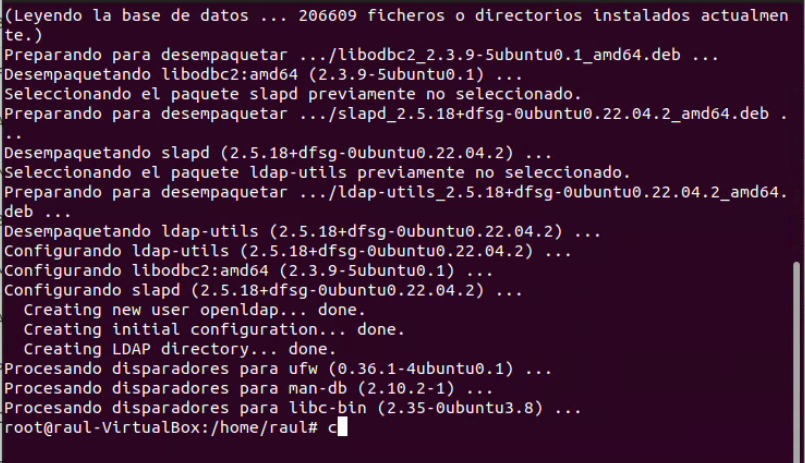 (Leyendo la base de datos ... 206609 ficheros o directorios instalados actualmen
te.)
Preparando para desempaquetar .../libodbc2_2.3.9-5ubuntu0.1_amd64.deb ...
Desempaquetando libodbc2:amd64 (2.3.9-5ubuntu0.1) ...
Seleccionando el paquete slapd previamente no seleccionado.
Preparando para desempaquetar .../slapd_2.5.18+dfsg-0ubuntu0.22.04.2_amd64.deb .
..
Desempaquetando slapd (2.5.18+dfsg-0ubuntu0.22.04.2) ...
Seleccionando el paquete ldap-utils previamente no seleccionado.
Preparando para desempaquetar .../ldap-utils_2.5.18+dfsg-0ubuntu0.22.04.2_amd64.
deb ...
Desempaquetando ldap-utils (2.5.18+dfsg-0ubuntu0.22.04.2) ...
Configurando ldap-utils (2.5.18+dfsg-0ubuntu0.22.04.2) ...
Configurando libodbc2:amd64 (2.3.9-5ubuntu0.1) ...
Configurando slapd (2.5.18+dfsg-0ubuntu0.22.04.2) ...
  Creating new user openldap... done.
  Creating initial configuration... done.
  Creating LDAP directory... done.
Procesando disparadores para ufw (0.36.1-4ubuntu0.1) ...
Procesando disparadores para man-db (2.10.2-1) ...
Procesando disparadores para libc-bin (2.35-0ubuntu3.8) ...
root@raul-VirtualBox:/home/raul# c